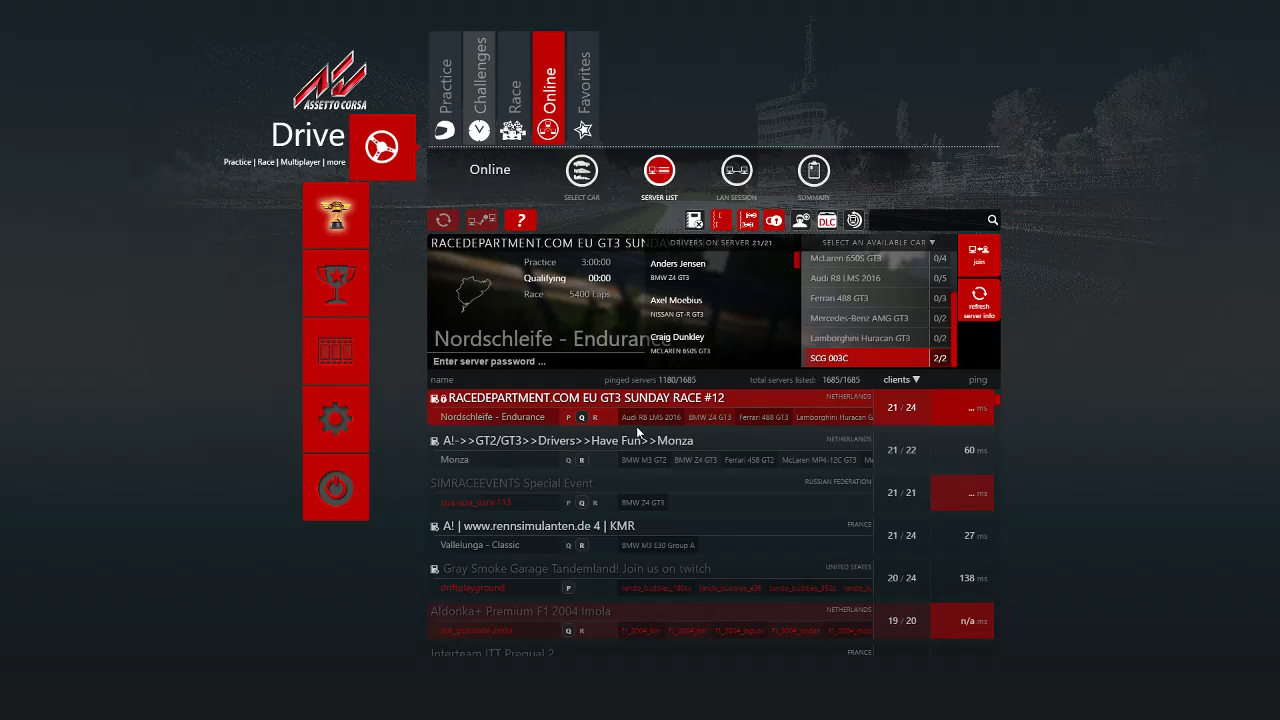 Practice
Challenges
Race
Online
Favorites
ASSETTO CORSA
Drive
Practice | Race | Multiplayer | more
Online
SELECT CAR
SERVER LIST
LAN SESSION
SUMMARY
?
DLC
RACEDEPARTMENT.COM EU GT3 SUNDA
DRIVERS ON SERVER 21/21
SELECT AN AVAILABLE CAR ▼
Practice 3:00:00
Qualifying 00:00
Race 5400 Laps
Nordschleife - Enduranc
Enter server password ...
Anders Jensen
BMW Z4 GT3
Axel Moebius
NISSAN GT-R GT3
Craig Dunkley
MCLAREN 650S GT3
McLaren 650S GT3 0/4
Audi R8 LMS 2016 0/5
Ferrari 488 GT3 0/3
Mercedes-Benz AMG GT3 0/2
Lamborghini Huracan GT3 0/2
SCG 003C 2/2
join
refresh
server info
name pinged servers 1180/1685 total servers listed: 1685/1685 clients ▼ ping
RACEDEPARTMENT.COM EU GT3 SUNDAY RACE #12 NETHERLANDS 21 / 24 ... ms
Nordschleife - Endurance P Q R Audi R8 LMS 2016 BMW Z4 GT3 Ferrari 488 GT3 Lamborghini Huracan G
A!->>GT2/GT3>>Drivers>>Have Fun>>Monza NETHERLANDS 21 / 22 60 ms
Monza Q R BMW M3 GT2 BMW Z4 GT3 Ferrari 458 GT2 McLaren MP4-12C GT3
SIMRACEEVENTS Special Event RUSSIAN FEDERATION 21 / 21 ... ms
P Q R BMW Z4 GT3
A! | www.rennsimulanten.de 4 | KMR FRANCE 21 / 24 27 ms
Vallelunga - Classic Q R BMW M3 E30 Group A
Gray Smoke Garage Tandemland! Join us on twitch UNITED STATES 20 / 24 138 ms
driftplayground P tando_buddies_180sx tando_buddies_e36
Aldonka+ Premium F1 2004 Imola NETHERLANDS 19 / 20 n/a ms
Q R
Interteam ITT Prequal 2 FRANCE